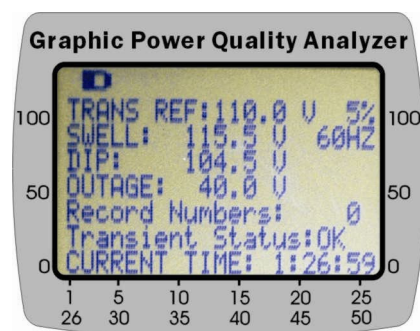 Graphic Power Quality Analyzer
TRANS REF:110.0 V 5%
SWELL: 115.5 V 60HZ
DIP: 104.5 V
OUTAGE: 40.0 V
Record Numbers: 0
Transient Status:OK
CURRENT TIME: 1:26:59
100 100
50 50
0 0
1 5 10 15 20 25
26 30 35 40 45 50